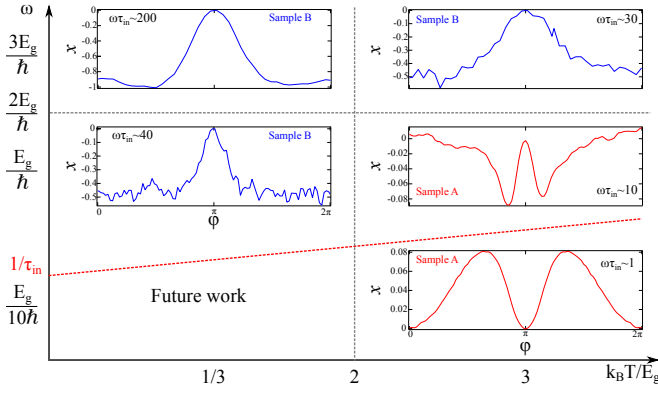 ω
3E_g/ħ
2E_g/ħ
E_g/ħ
1/τ_in
E_g/10ħ
x
0
-0.2
-0.4
-0.6
-0.8
-1
ωτ_in~200
Sample B
π
x
0
-0.1
-0.2
-0.3
-0.4
-0.5
ωτ_in~30
Sample B
x
0
-0.1
-0.2
-0.3
-0.4
-0.5
ωτ_in~40
Sample B
0
π
2π
φ
x
0
-0.02
-0.04
-0.06
-0.08
Sample A
ωτ_in~10
x
0.08
0.06
0.04
0.02
0
Sample A
ωτ_in~1
0
π
2π
φ
Future work
1/3
2
3
k_BT/E_g